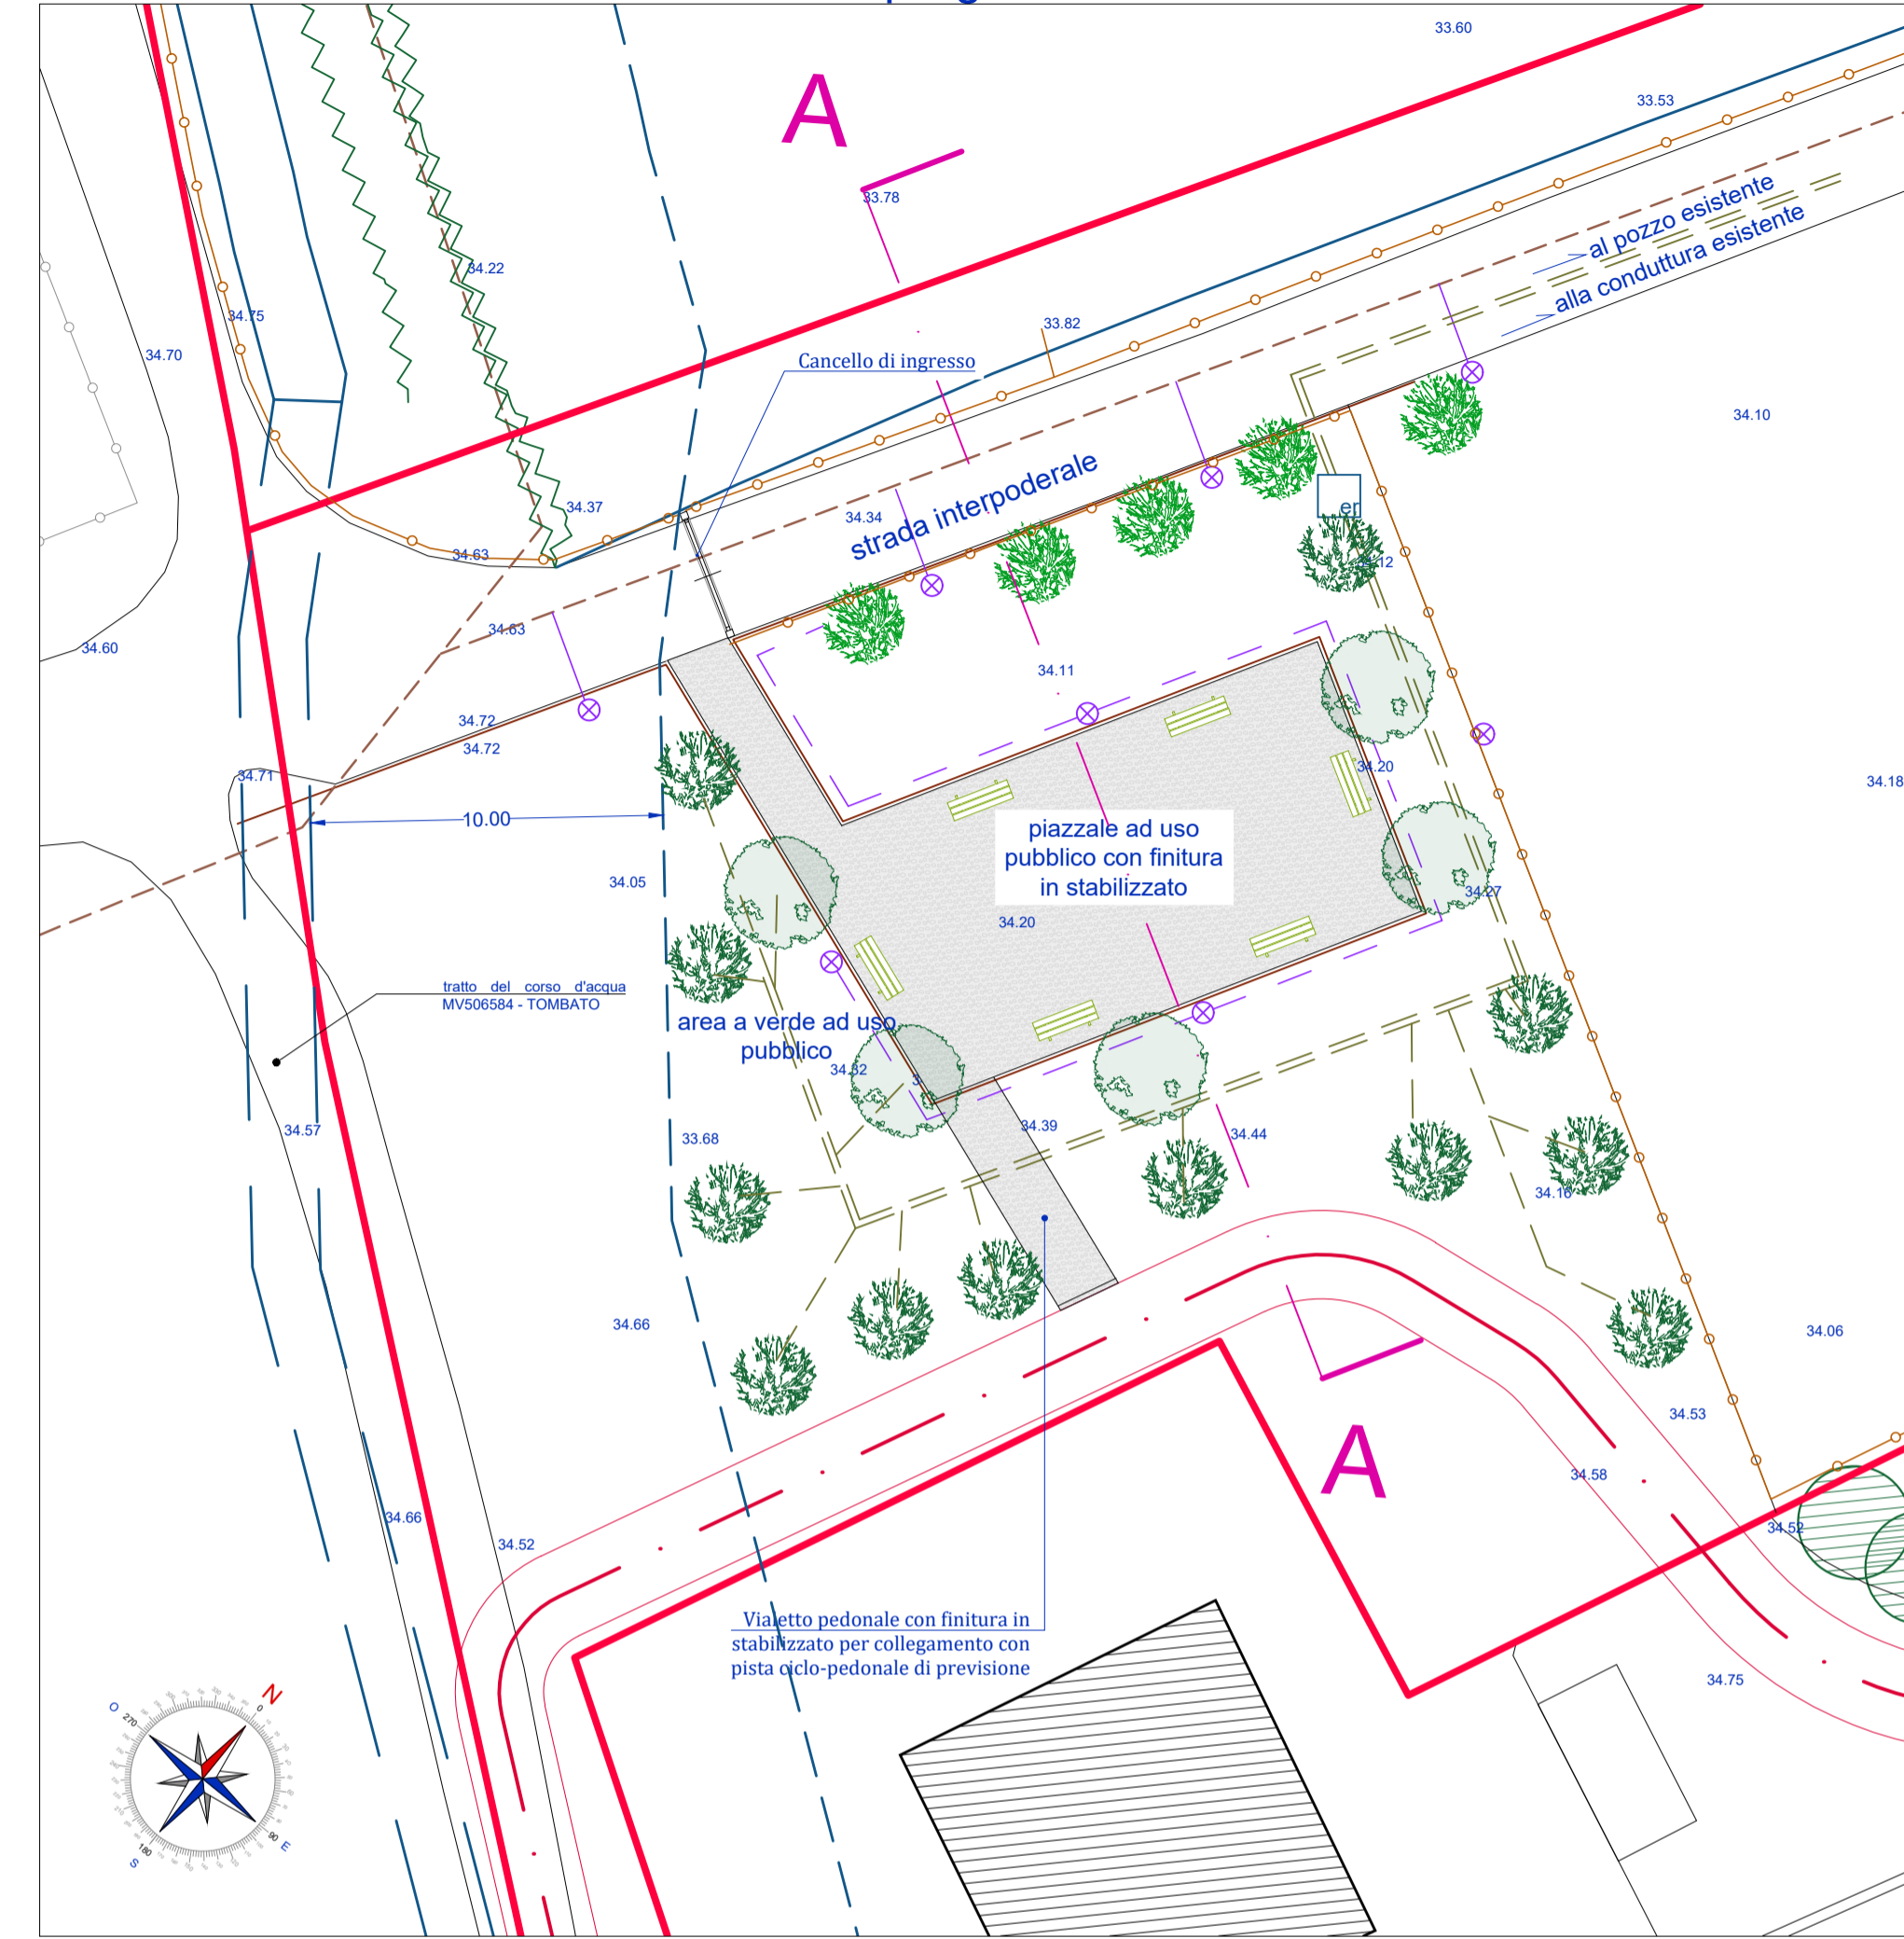 A
33.60
33.53
33.78
al pozzo esistente
alla conduttura esistente
34.22
34.75
34.70
33.82
Cancello di ingresso
34.10
34.37
34.34
strada interpoderale
er
34.63
34.12
34.63
34.60
34.11
34.72
34.72
34.71
34.20
34.18
10.00
piazzale ad uso
pubblico con finitura
in stabilizzato
34.05
34.27
34.20
tratto del corso d'acqua
MV506584 - TOMBATO
area a verde ad uso
pubblico
34.32
3
34.57
33.68
34.39
34.44
34.16
34.66
34.06
34.53
A
34.58
34.66
34.52
34.52
Vialetto pedonale con finitura in
stabilizzato per collegamento con
pista ciclo-pedonale di previsione
34.75
N
O
270
0
180
90
S
E